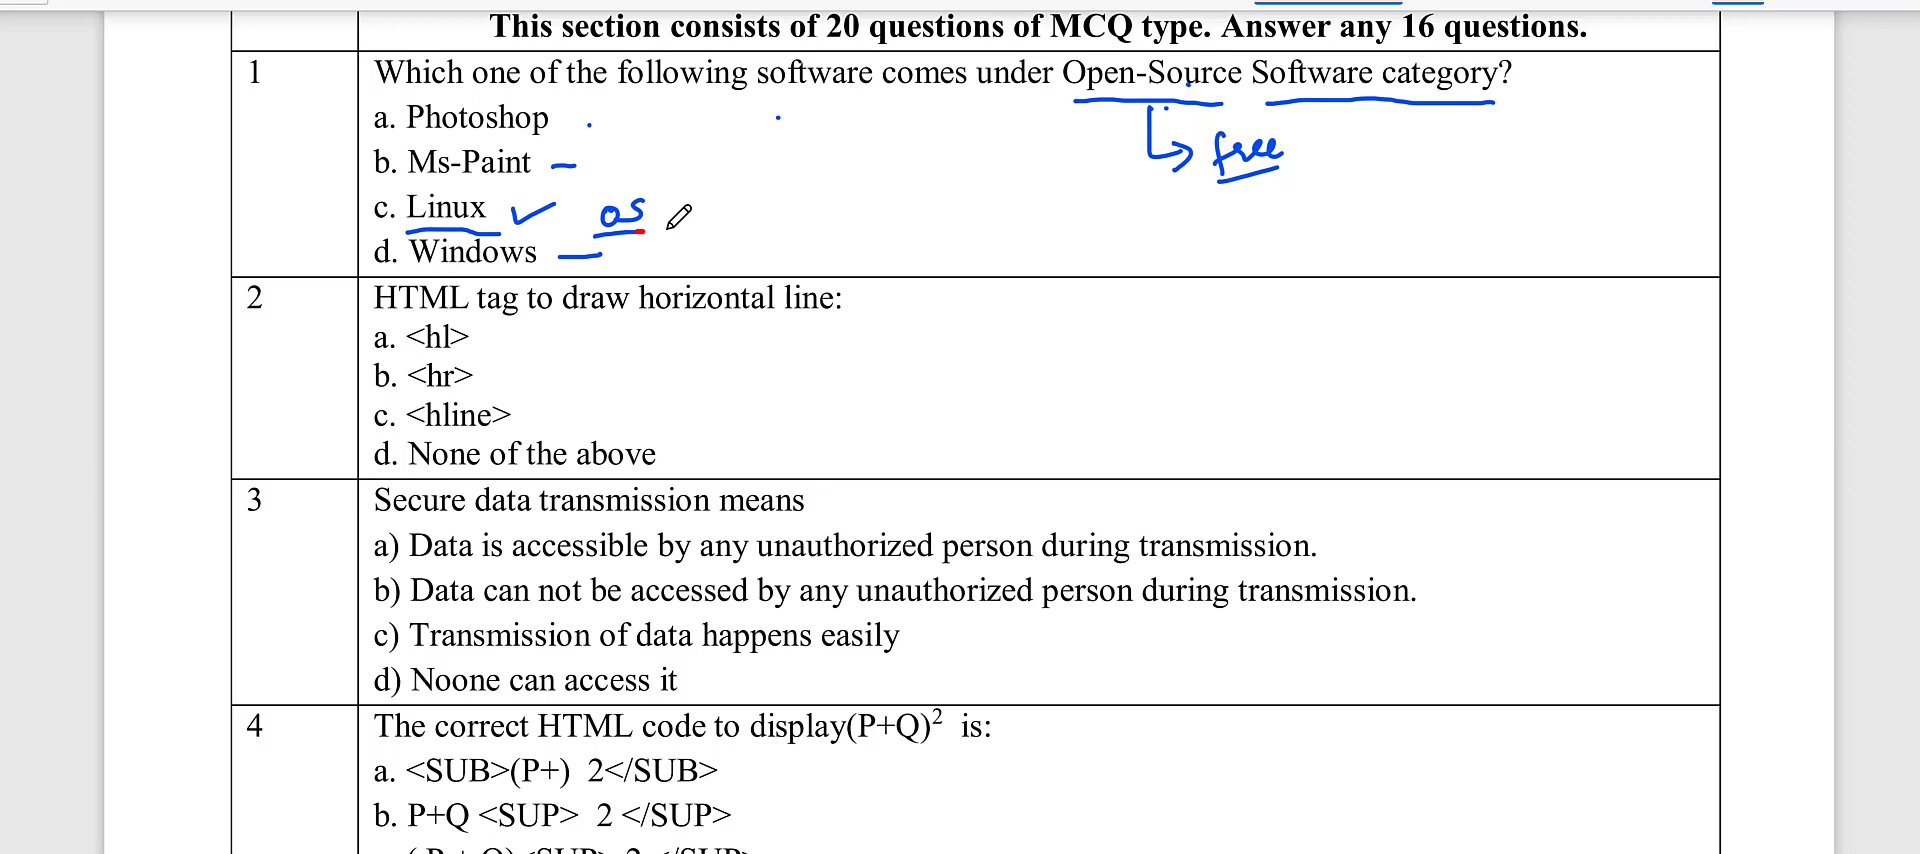 This section consists of 20 questions of MCQ type. Answer any 16 questions.
1
Which one of the following software comes under Open-Source Software category?
a. Photoshop
free
b. Ms-Paint
c. Linux
os
d. Windows
2
HTML tag to draw horizontal line:
a. <hl>
b. <hr>
c. <hline>
d. None of the above
3
Secure data transmission means
a) Data is accessible by any unauthorized person during transmission.
b) Data can not be accessed by any unauthorized person during transmission.
c) Transmission of data happens easily
d) Noone can access it
4
The correct HTML code to display(P+Q)² is:
a. <SUB>(P+) 2</SUB>
b. P+Q <SUP> 2 </SUP>